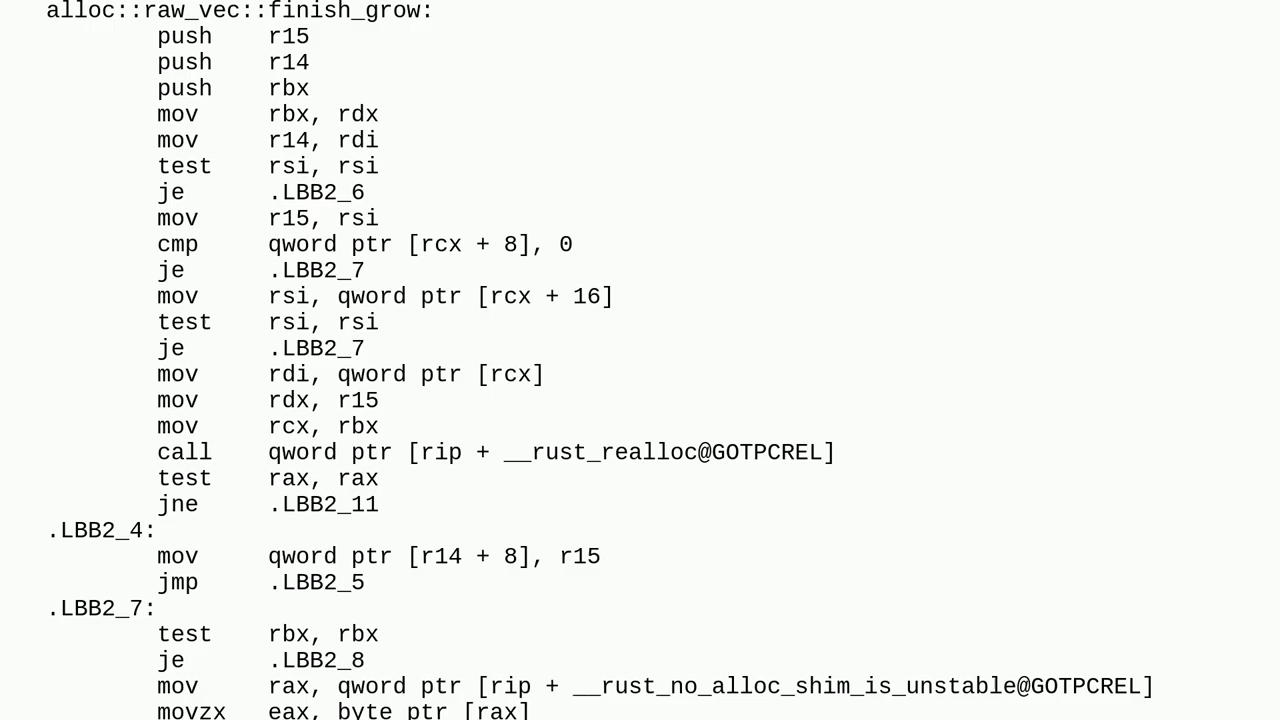 alloc::raw_vec::finish_grow:
push r15
push r14
push rbx
mov rbx, rdx
mov r14, rdi
test rsi, rsi
je .LBB2_6
mov r15, rsi
cmp qword ptr [rcx + 8], 0
je .LBB2_7
mov rsi, qword ptr [rcx + 16]
test rsi, rsi
je .LBB2_7
mov rdi, qword ptr [rcx]
mov rdx, r15
mov rcx, rbx
call qword ptr [rip + __rust_realloc@GOTPCREL]
test rax, rax
jne .LBB2_11
.LBB2_4:
mov qword ptr [r14 + 8], r15
jmp .LBB2_5
.LBB2_7:
test rbx, rbx
je .LBB2_8
mov rax, qword ptr [rip + __rust_no_alloc_shim_is_unstable@GOTPCREL]
movzx eax, byte ptr [rax]